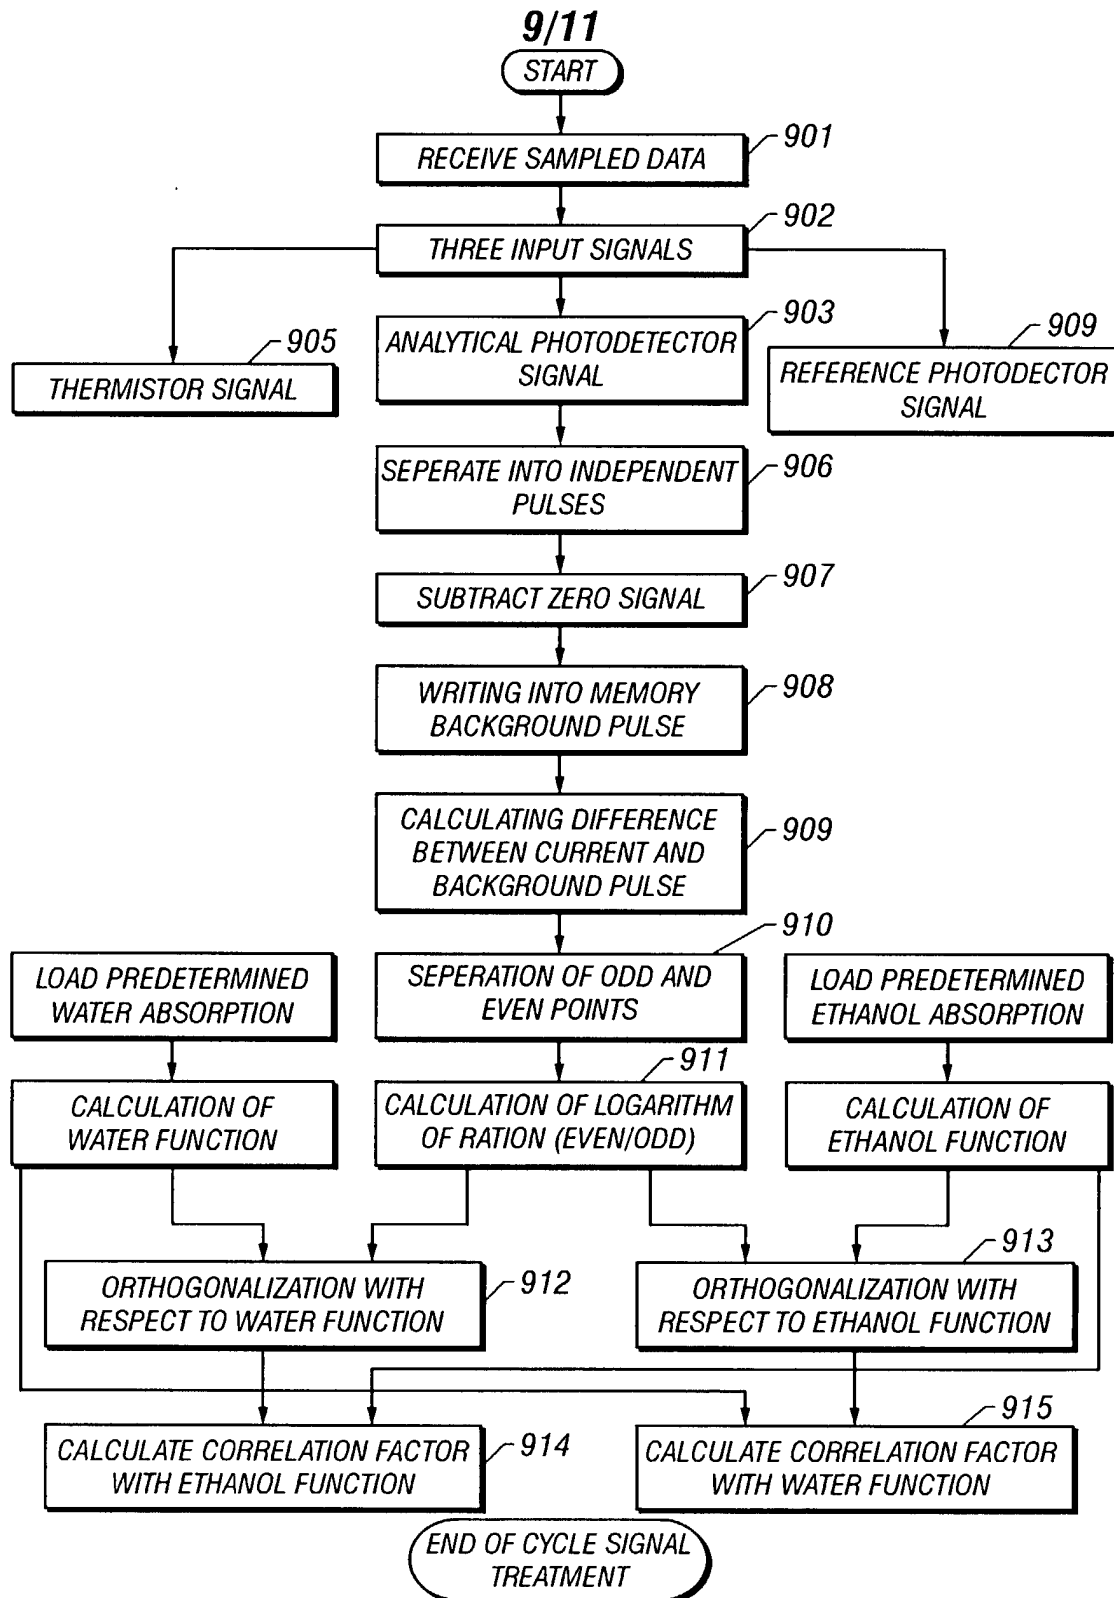 9/11
START
RECEIVE SAMPLED DATA
901
THREE INPUT SIGNALS
902
ANALYTICAL PHOTODETECTOR
SIGNAL
903
THERMISTOR SIGNAL
905
REFERENCE PHOTODECTOR
SIGNAL
909
SEPERATE INTO INDEPENDENT
PULSES
906
SUBTRACT ZERO SIGNAL
907
WRITING INTO MEMORY
BACKGROUND PULSE
908
CALCULATING DIFFERENCE
BETWEEN CURRENT AND
BACKGROUND PULSE
909
LOAD PREDETERMINED
WATER ABSORPTION
SEPERATION OF ODD AND
EVEN POINTS
910
LOAD PREDETERMINED
ETHANOL ABSORPTION
CALCULATION OF
WATER FUNCTION
CALCULATION OF LOGARITHM
OF RATION (EVEN/ODD)
911
CALCULATION OF
ETHANOL FUNCTION
ORTHOGONALIZATION WITH
RESPECT TO WATER FUNCTION
912
ORTHOGONALIZATION WITH
RESPECT TO ETHANOL FUNCTION
913
CALCULATE CORRELATION FACTOR
WITH ETHANOL FUNCTION
914
CALCULATE CORRELATION FACTOR
WITH WATER FUNCTION
915
END OF CYCLE SIGNAL
TREATMENT